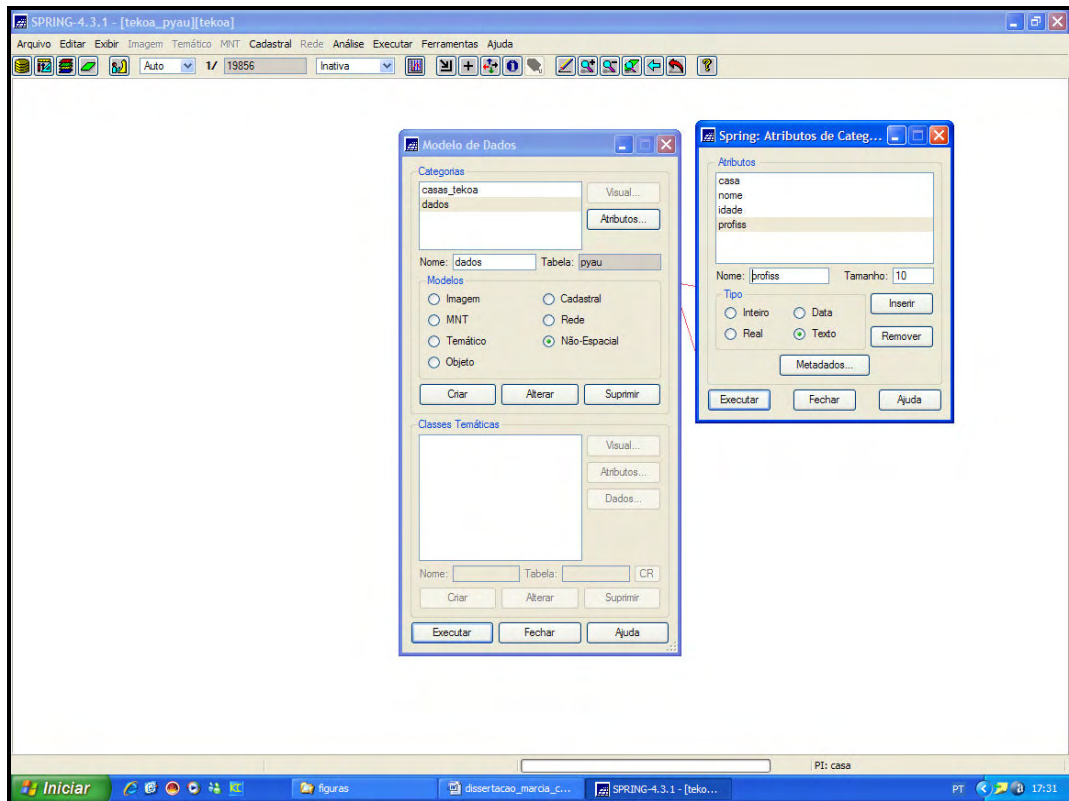 SPRING-4.3.1 - [tekoa_pyau][tekoa]
Arquivo Editar Exibir Imagem Temático MNT Cadastral Rede Análise Executar Ferramentas Ajuda
Auto 1/ 19856 Inativa
Modelo de Dados
Categorias
casas_tekoa
dados
Visual...
Atributos...
Nome: dados Tabela: pyau
Modelos
Imagem Cadastral
MNT Rede
Temático Não-Espacial
Objeto
Criar Alterar Suprimir
Classes Temáticas
Visual...
Atributos...
Dados...
Nome: Tabela: CR
Criar Alterar Suprimir
Executar Fechar Ajuda
Spring: Atributos de Categ...
Atributos
casa
nome
idade
profiss
Nome: profiss Tamanho: 10
Tipo
Inteiro Data Inserir
Real Texto Remover
Metadados...
Executar Fechar Ajuda
PI: casa
Iniciar figuras dissertacao_marcia_c... SPRING-4.3.1 - [teko... PT 17:31